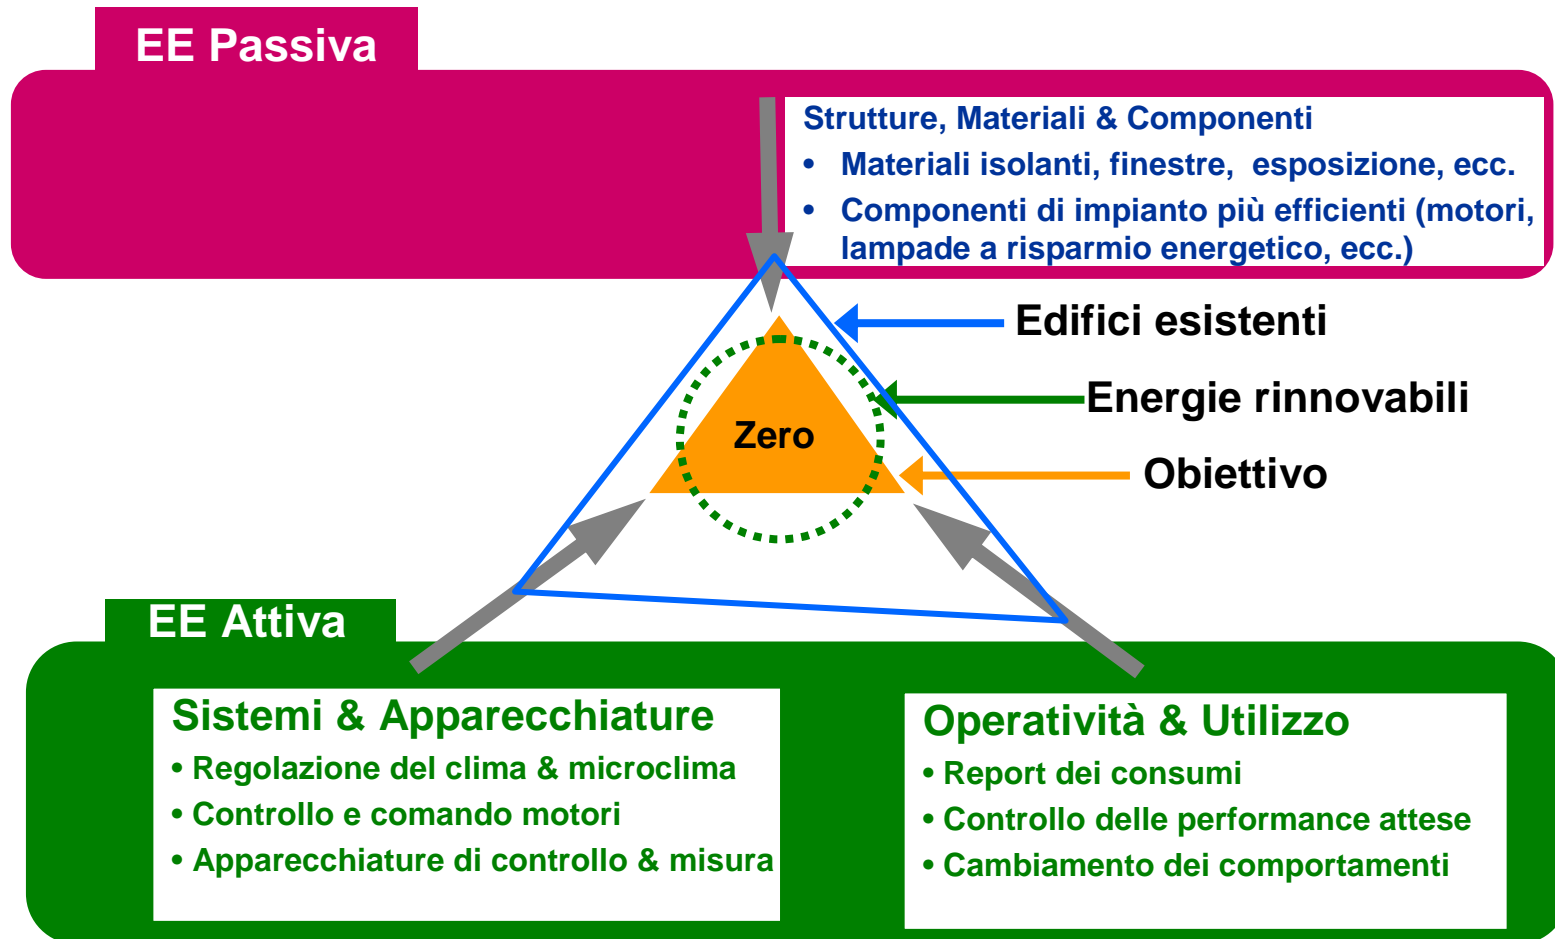 EE Passiva
Strutture, Materiali & Componenti
• Materiali isolanti, finestre, esposizione, ecc.
• Componenti di impianto più efficienti (motori,
lampade a risparmio energetico, ecc.)
Edifici esistenti
Energie rinnovabili
Zero
Obiettivo
EE Attiva
Sistemi & Apparecchiature
• Regolazione del clima & microclima
• Controllo e comando motori
• Apparecchiature di controllo & misura
Operatività & Utilizzo
• Report dei consumi
• Controllo delle performance attese
• Cambiamento dei comportamenti